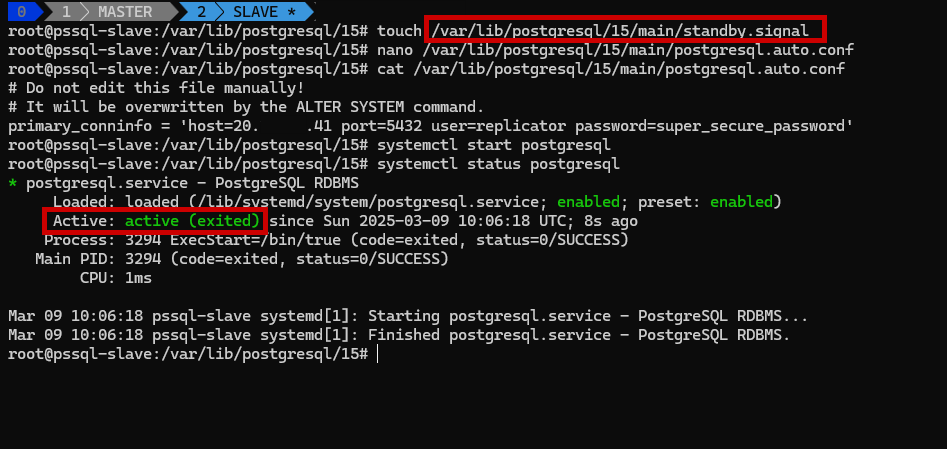 0 1 MASTER 2 SLAVE *
root@pssql-slave:/var/lib/postgresql/15# touch /var/lib/postgresql/15/main/standby.signal
root@pssql-slave:/var/lib/postgresql/15# nano /var/lib/postgresql/15/main/postgresql.auto.conf
root@pssql-slave:/var/lib/postgresql/15# cat /var/lib/postgresql/15/main/postgresql.auto.conf
# Do not edit this file manually!
# It will be overwritten by the ALTER SYSTEM command.
primary_conninfo = 'host=20. .41 port=5432 user=replicator password=super_secure_password'
root@pssql-slave:/var/lib/postgresql/15# systemctl start postgresql
root@pssql-slave:/var/lib/postgresql/15# systemctl status postgresql
* postgresql.service - PostgreSQL RDBMS
Loaded: loaded (/lib/systemd/system/postgresql.service; enabled; preset: enabled)
Active: active (exited) since Sun 2025-03-09 10:06:18 UTC; 8s ago
Process: 3294 ExecStart=/bin/true (code=exited, status=0/SUCCESS)
Main PID: 3294 (code=exited, status=0/SUCCESS)
CPU: 1ms
Mar 09 10:06:18 pssql-slave systemd[1]: Starting postgresql.service - PostgreSQL RDBMS...
Mar 09 10:06:18 pssql-slave systemd[1]: Finished postgresql.service - PostgreSQL RDBMS.
root@pssql-slave:/var/lib/postgresql/15#